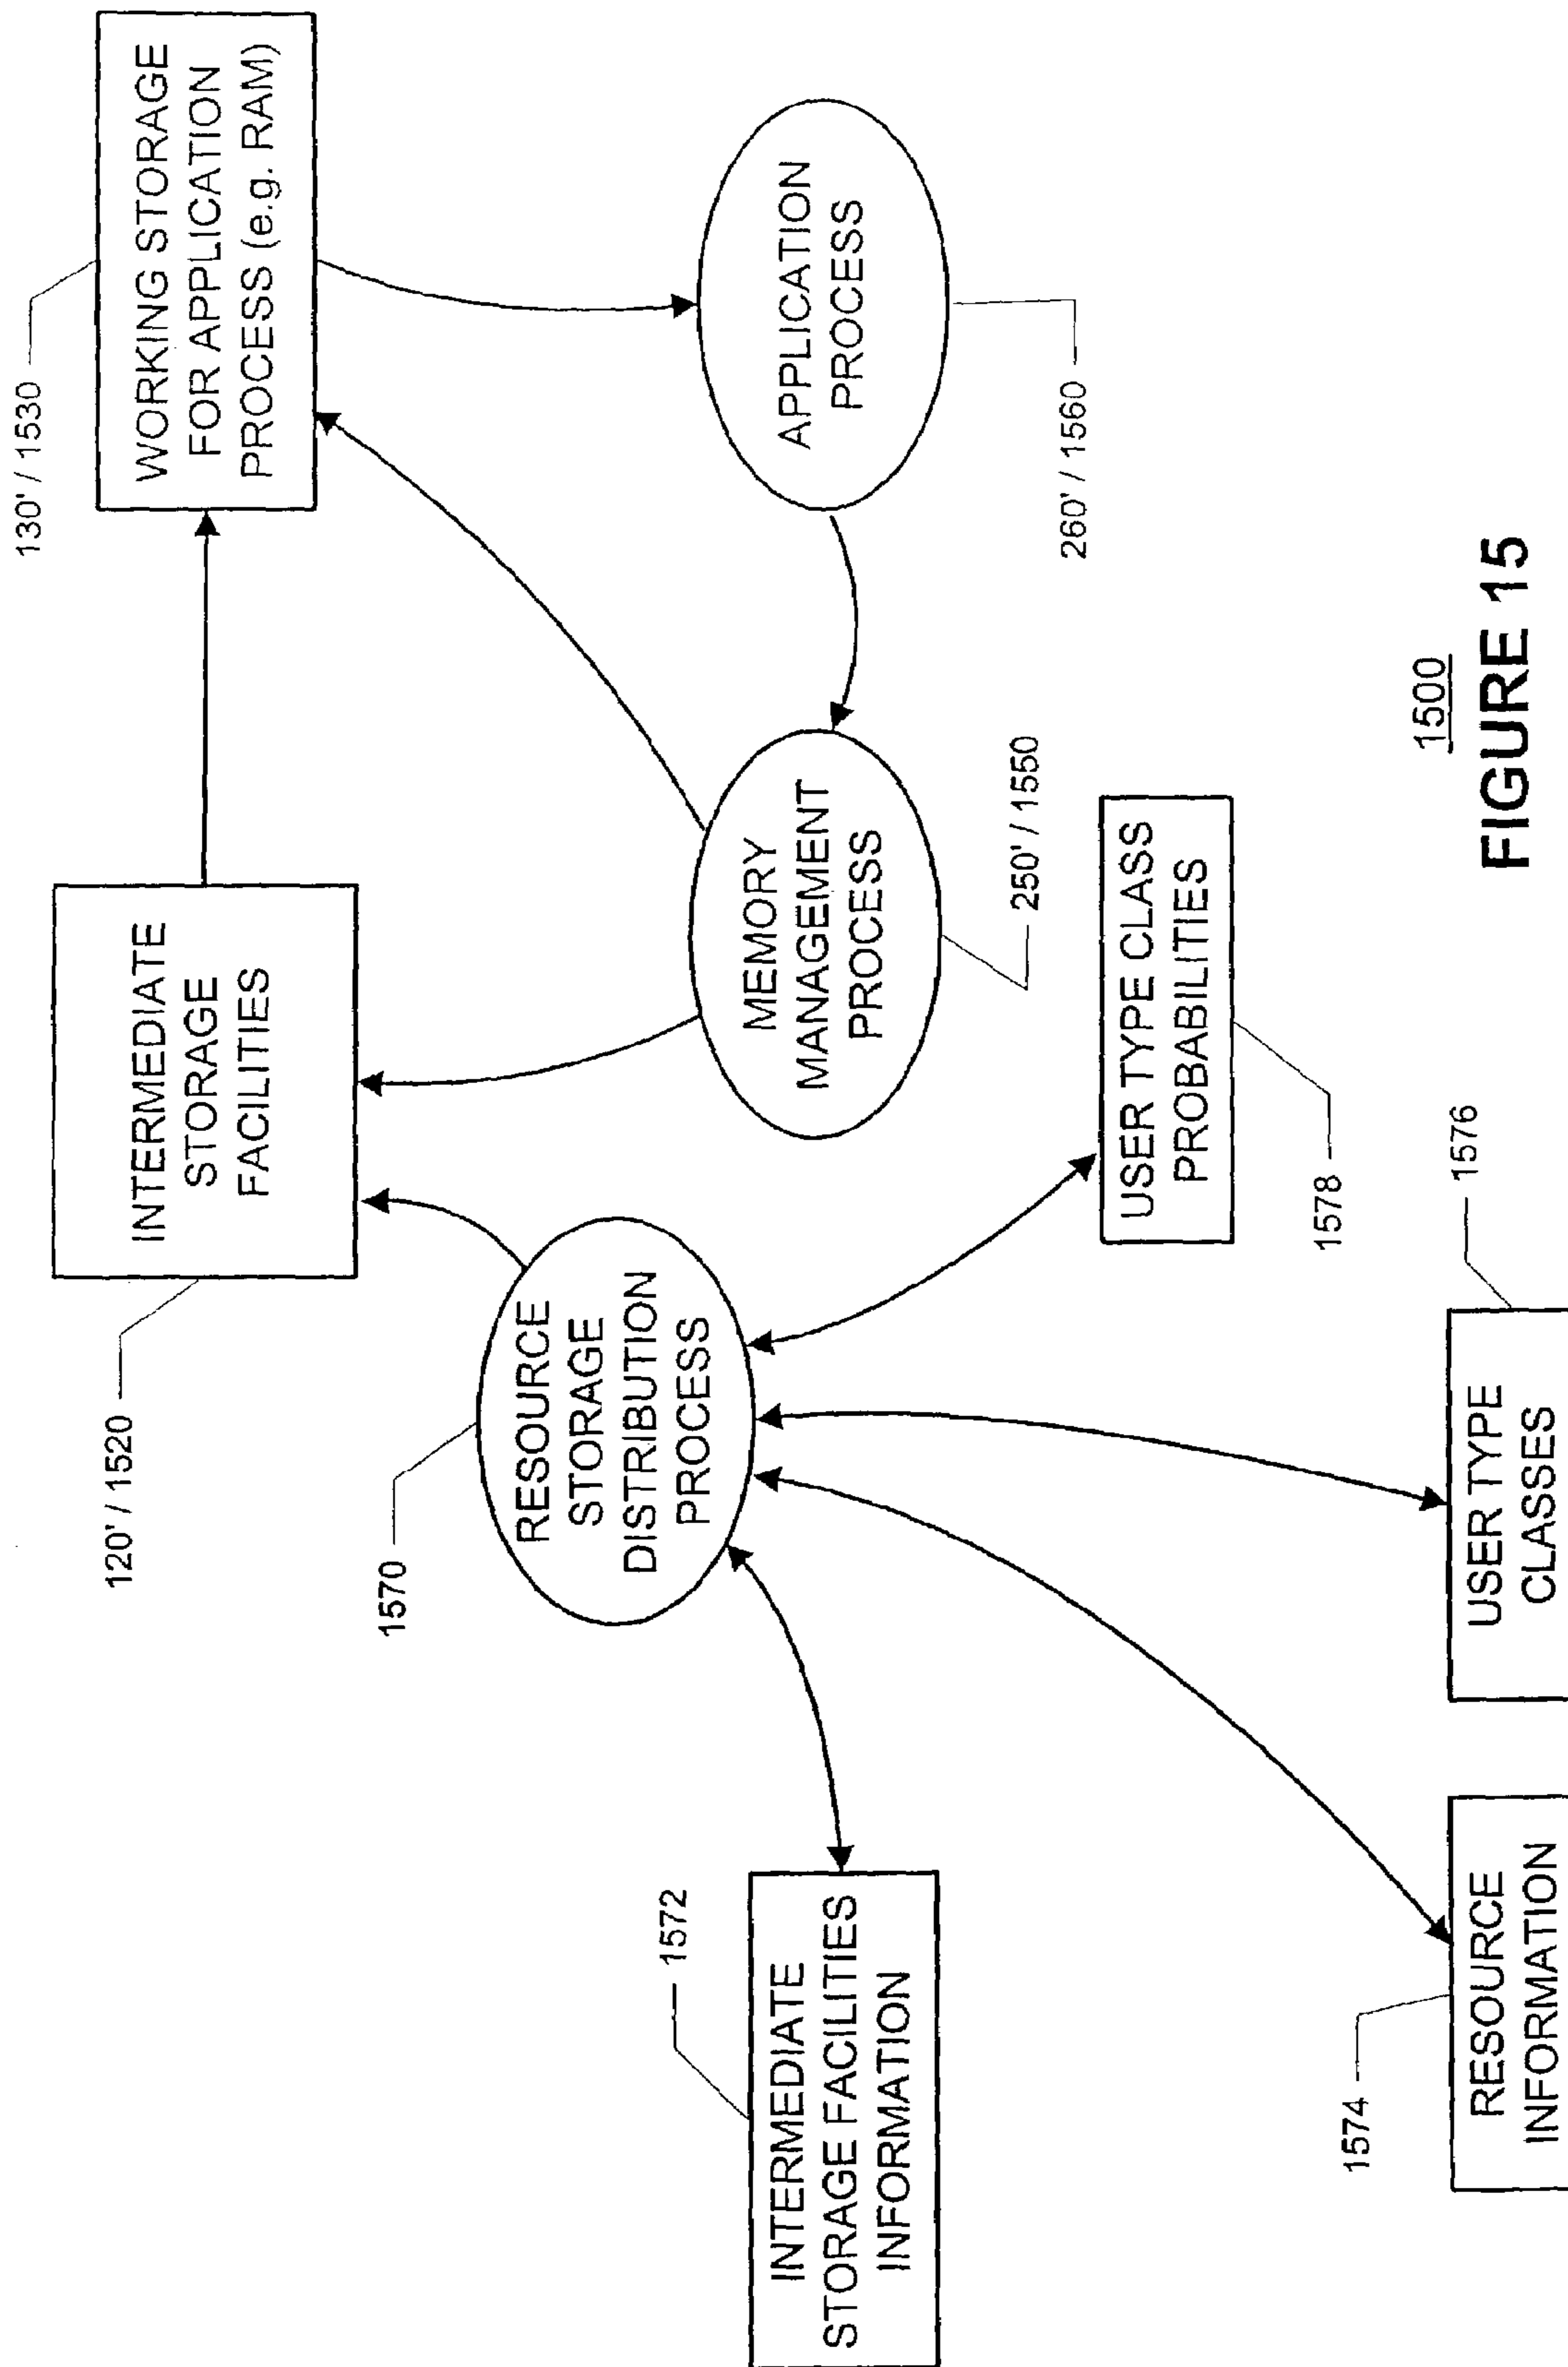 120' / 1520
INTERMEDIATE
STORAGE
FACILITIES
130' / 1530
WORKING STORAGE
FOR APPLICATION
PROCESS (e.g. RAM)
1570
RESOURCE
STORAGE
DISTRIBUTION
PROCESS
MEMORY
MANAGEMENT
PROCESS
250' / 1550
APPLICATION
PROCESS
260' / 1560
1572
INTERMEDIATE
STORAGE FACILITIES
INFORMATION
USER TYPE CLASS
PROBABILITIES
1578
1574
RESOURCE
INFORMATION
1576
USER TYPE
CLASSES
1500
FIGURE 15